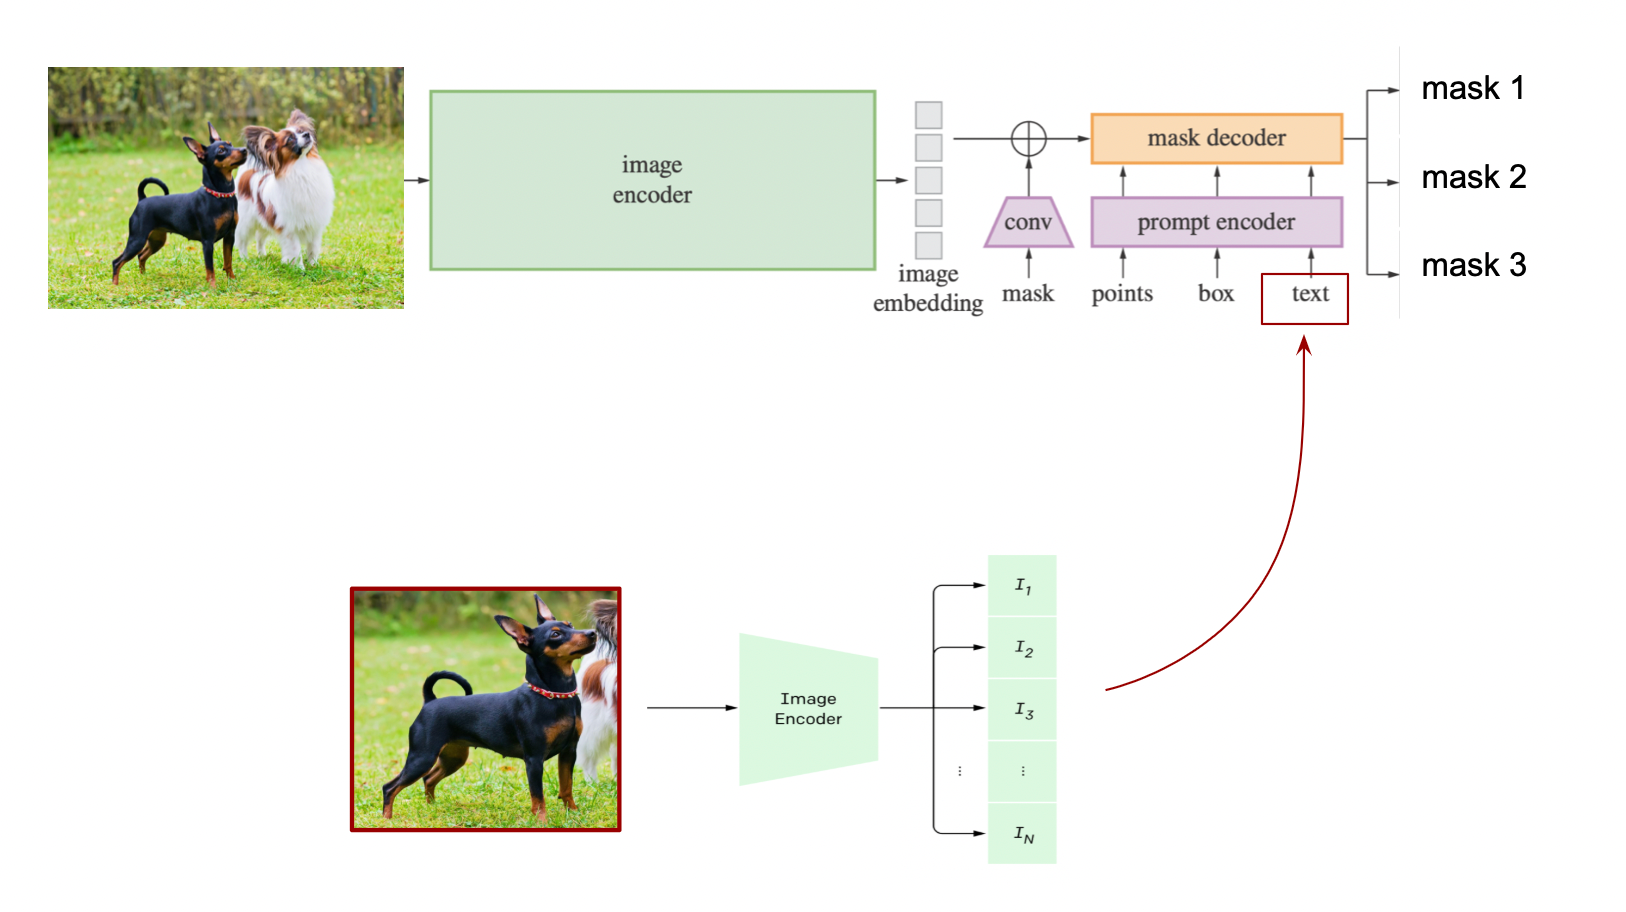 image
encoder
image
embedding
conv
mask
mask decoder
prompt encoder
points
box
text
mask 1
mask 2
mask 3
Image
Encoder
I1
I2
I3
⋮
⋮
IN